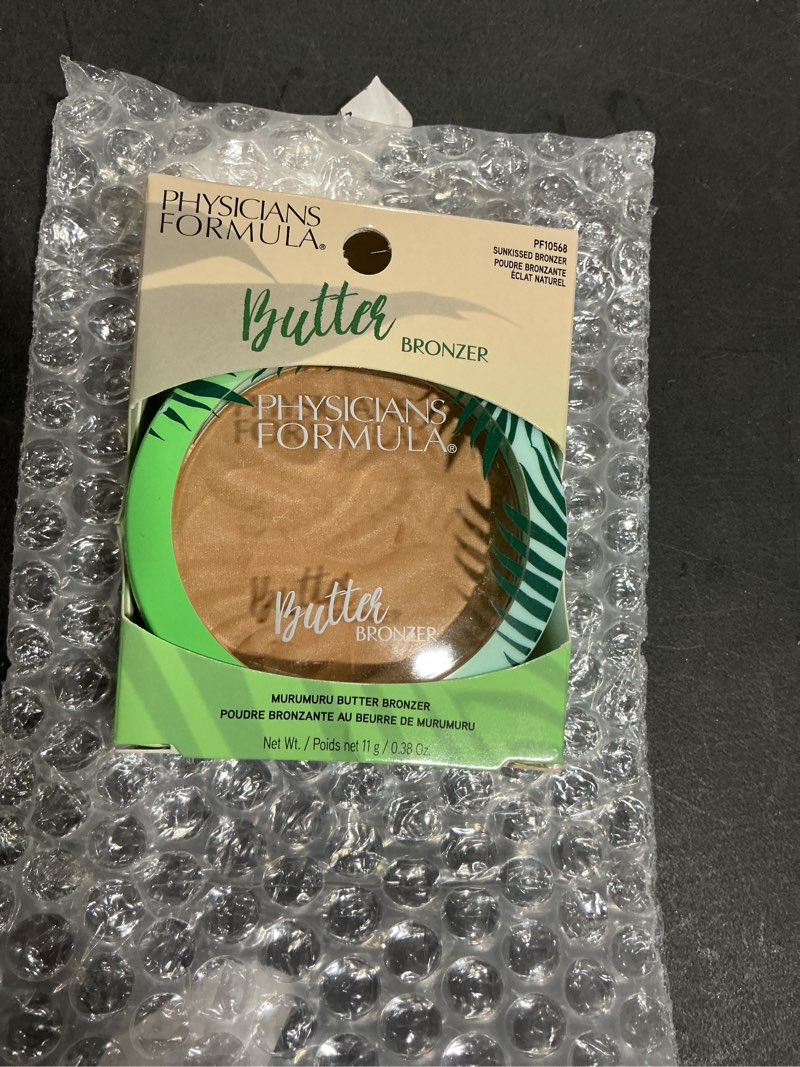 PHYSICIANS
FORMULA®
PF10568
SUNKISSED BRONZER
POUDRE BRONZANTE
ÉCLAT NATUREL
Butter
BRONZER
PHYSICIANS
FORMULA®
Butter
BRONZER
MURUMURU BUTTER BRONZER
POUDRE BRONZANTE AU BEURRE DE MURUMURU
Net Wt. / Poids net 11 g / 0.38 Oz.